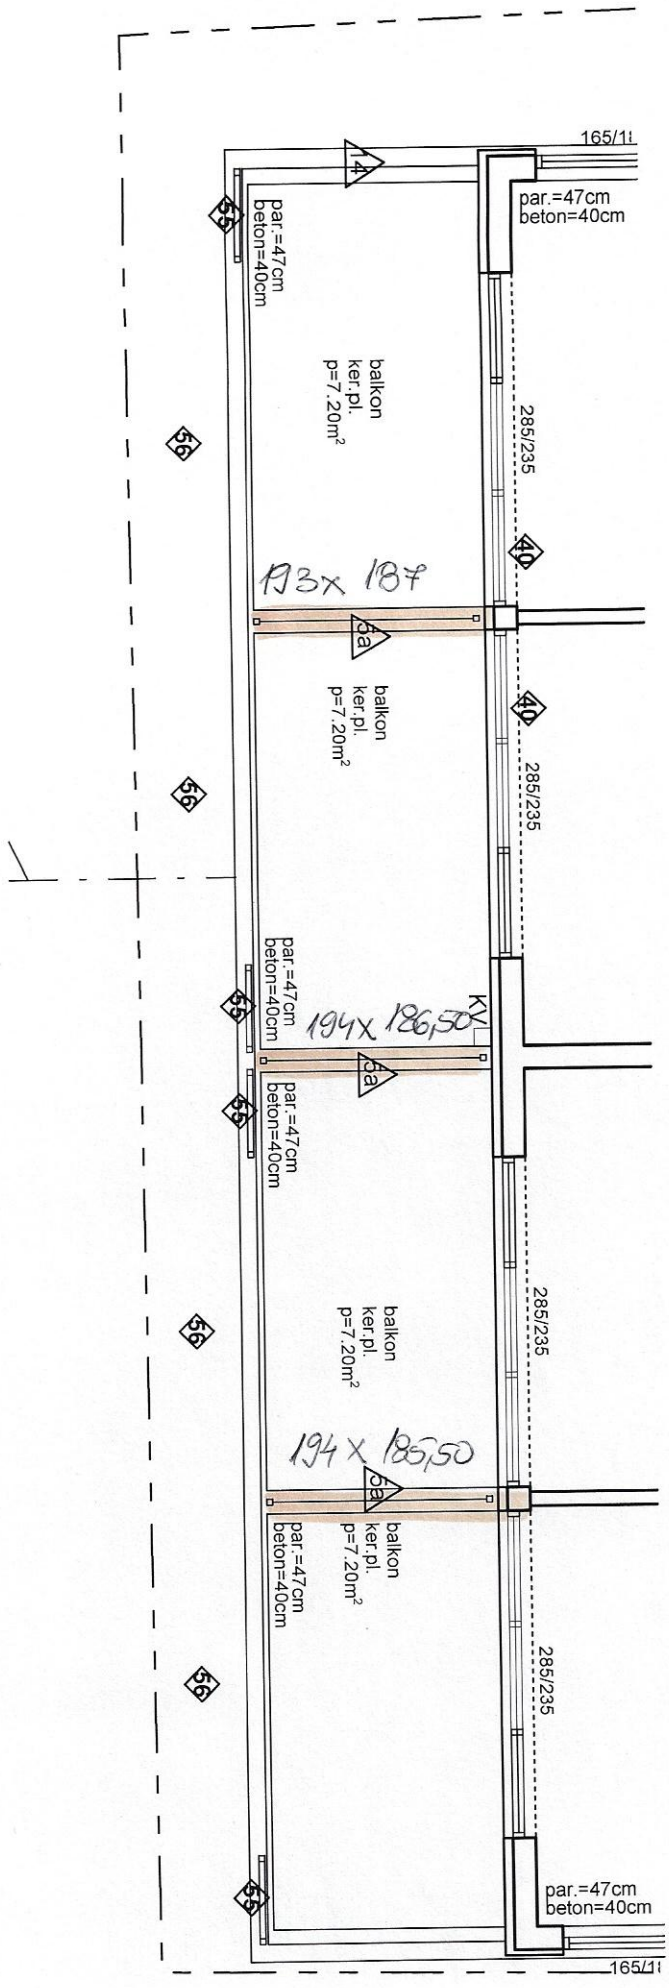 165/1
14
par.=47cm
beton=40cm
55
par.=47cm
beton=40cm
balkon
ker.pl.
p=7.20m²
285/235
56
40
193x 187
5a
balkon
ker.pl.
p=7.20m²
40
285/235
56
par.=47cm
beton=40cm
55
KV
194x 186,50
5a
55
par.=47cm
beton=40cm
285/235
balkon
ker.pl.
p=7.20m²
56
194 x 185,50
5a
balkon
ker.pl.
p=7.20m²
par.=47cm
beton=40cm
285/235
56
55
par.=47cm
beton=40cm
165/1